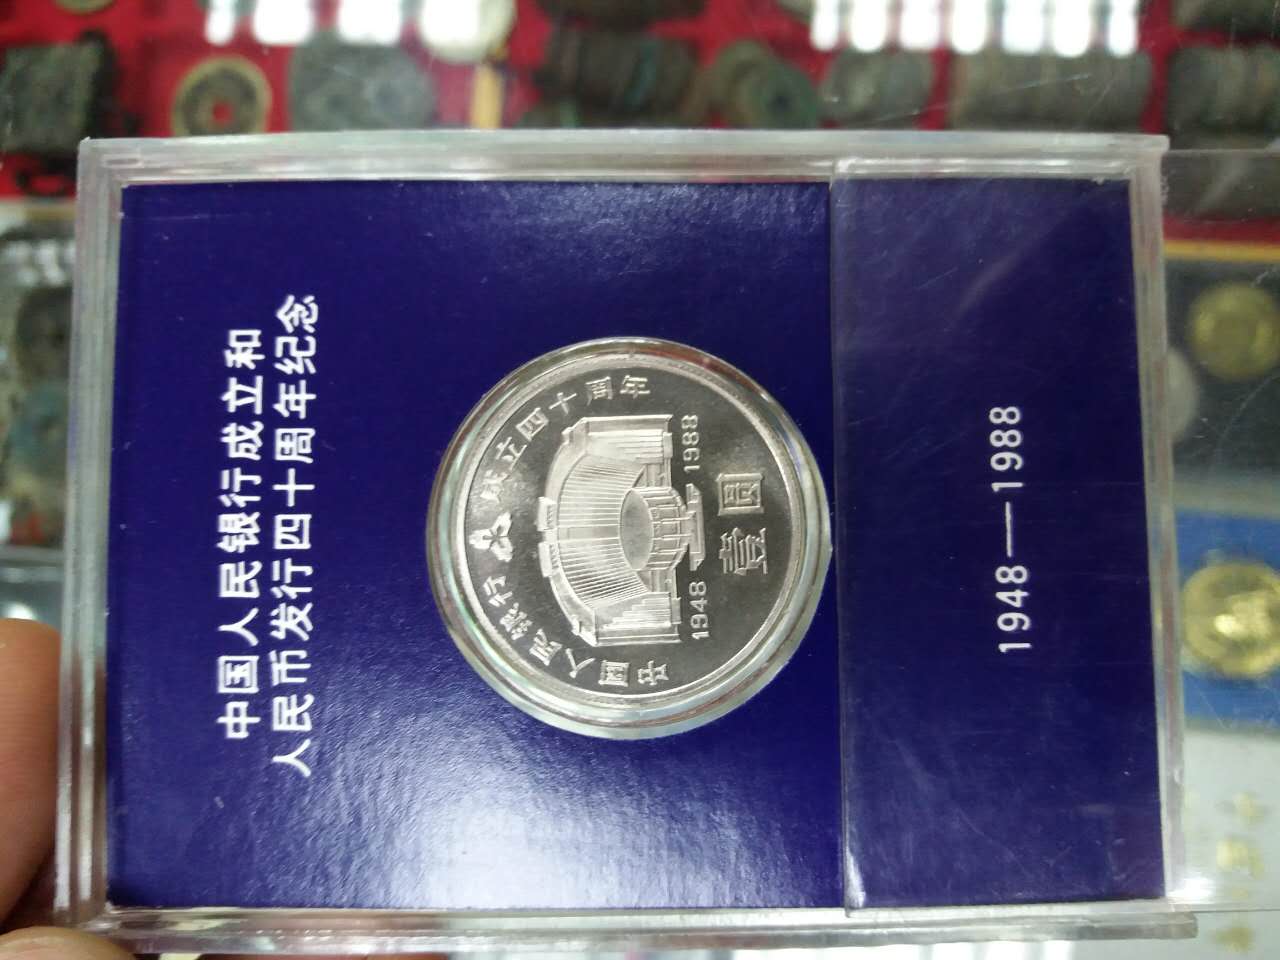 中国人民银行成立和
人民币发行四十周年纪念
中國人民银行成立四十周年
1948 1988
壹圆
1948—1988